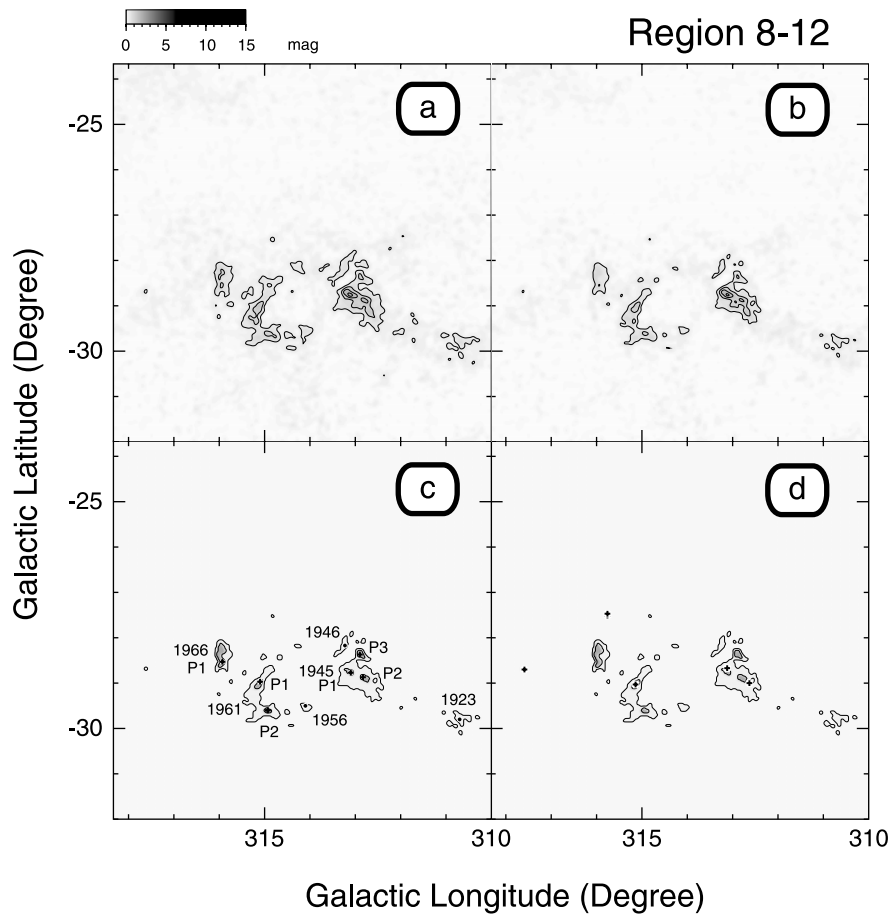 Region 8-12
0 5 10 15 mag
a
b
-25
-30
c
d
-25
-30
1966
P1
1946
P3
1945
P1
P2
P1
1961
P2
1956
1923
315 310 315 310
Galactic Latitude (Degree)
Galactic Longitude (Degree)